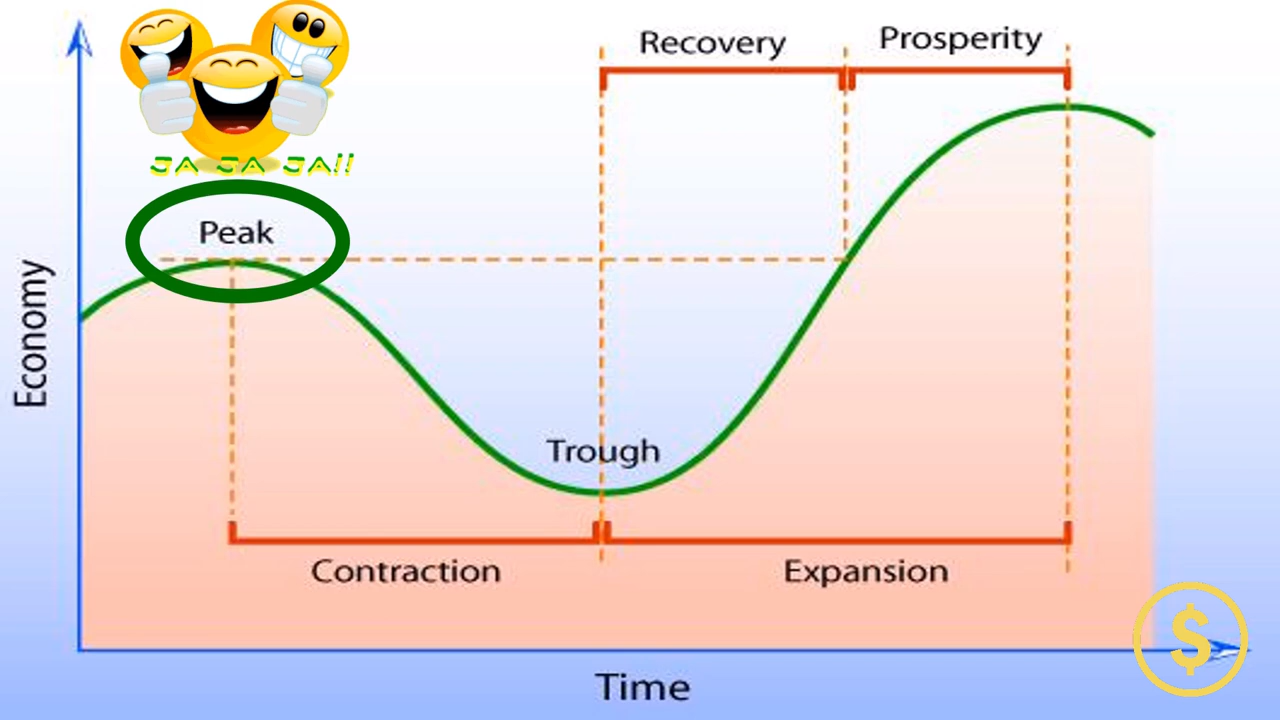 Recovery
Prosperity
JA JA JA!!
Peak
Economy
Trough
Contraction
Expansion
$
Time